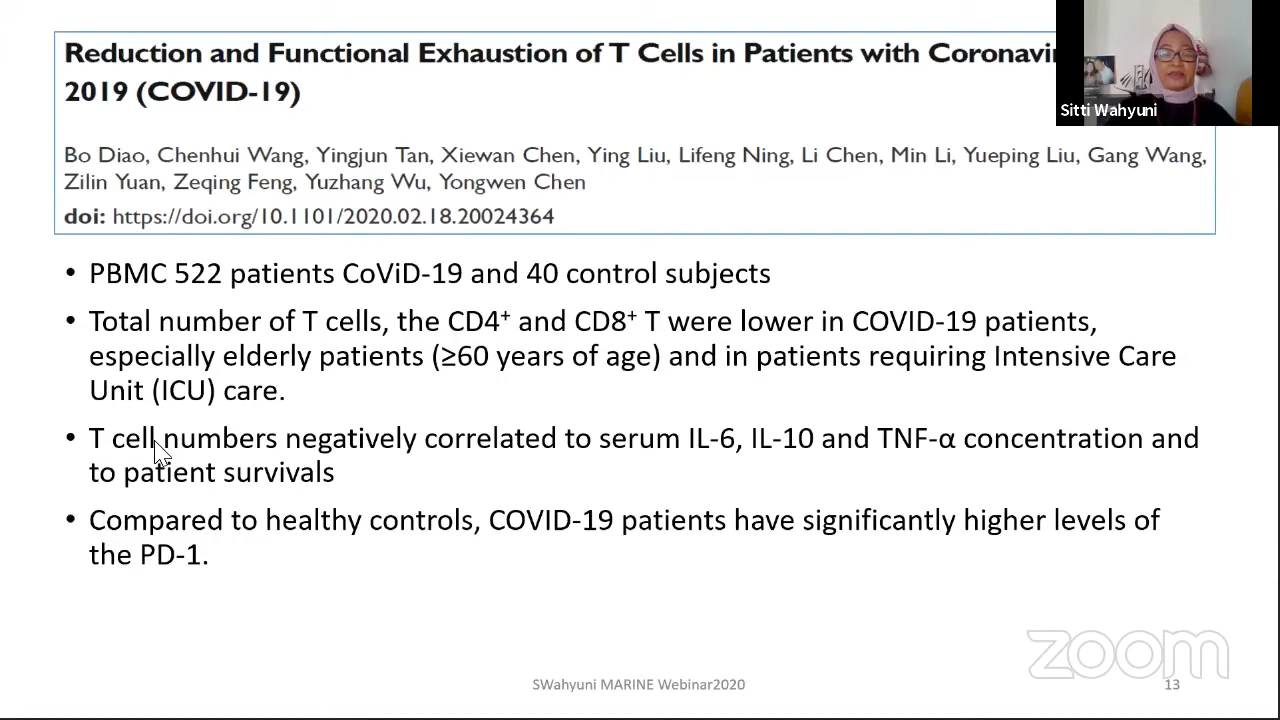 Reduction and Functional Exhaustion of T Cells in Patients with
2019 (COVID-19)
Sitti Wahyuni
Bo Diao, Chenhui Wang, Yingjun Tan, Xiewan Chen, Ying Liu, Lifeng Ning, Li Chen, Min Li, Yueping Liu, Gang Wang,
Zilin Yuan, Zeqing Feng, Yuzhang Wu, Yongwen Chen
doi: https://doi.org/10.1101/2020.02.18.20024364
• PBMC 522 patients CoViD-19 and 40 control subjects
• Total number of T cells, the CD4⁺ and CD8⁺ T were lower in COVID-19 patients,
especially elderly patients (≥60 years of age) and in patients requiring Intensive Care
Unit (ICU) care.
• T cell numbers negatively correlated to serum IL-6, IL-10 and TNF-α concentration and
to patient survivals
• Compared to healthy controls, COVID-19 patients have significantly higher levels of
the PD-1.
zoom
SWahyuni MARINE Webinar2020
13